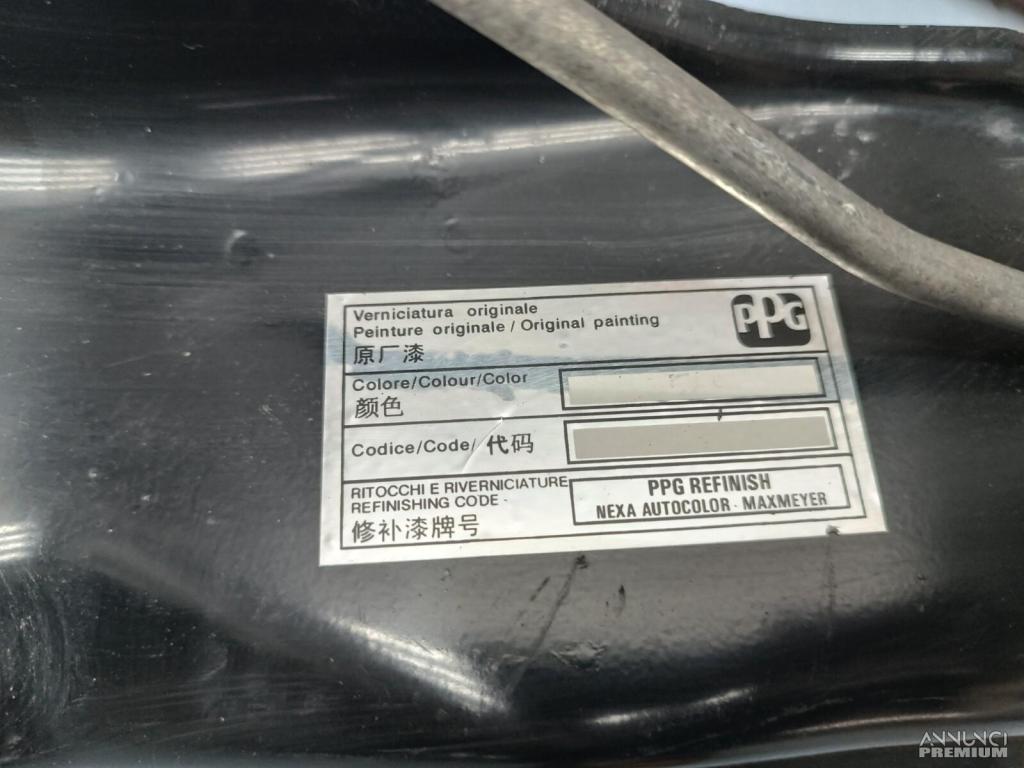 Verniciatura originale
Peinture originale / Original painting
PPG
原厂漆
Colore/Colour/Color
颜色
Codice/Code/ 代码
RITOCCHI E RIVERNICIATURE
REFINISHING CODE -
修补漆牌号
PPG REFINISH
NEXA AUTOCOLOR - MAXMEYER
ANNUNCI
PREMIUM